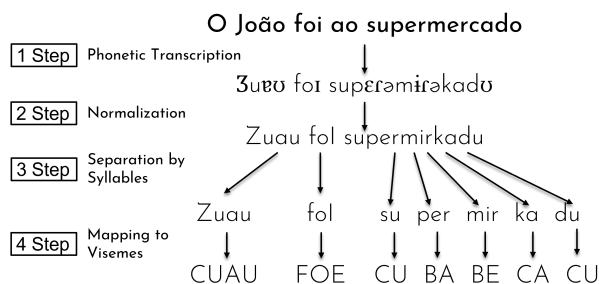 O João foi ao supermercado
1 Step Phonetic Transcription
Ʒuɐʊ foɪ supɛɾəmɨɾəkadʊ
2 Step Normalization
Zuau fol supermirkadu
3 Step Separation by
Syllables
Zuau fol su per mir ka du
4 Step Mapping to
Visemes
CUAU FOE CU BA BE CA CU